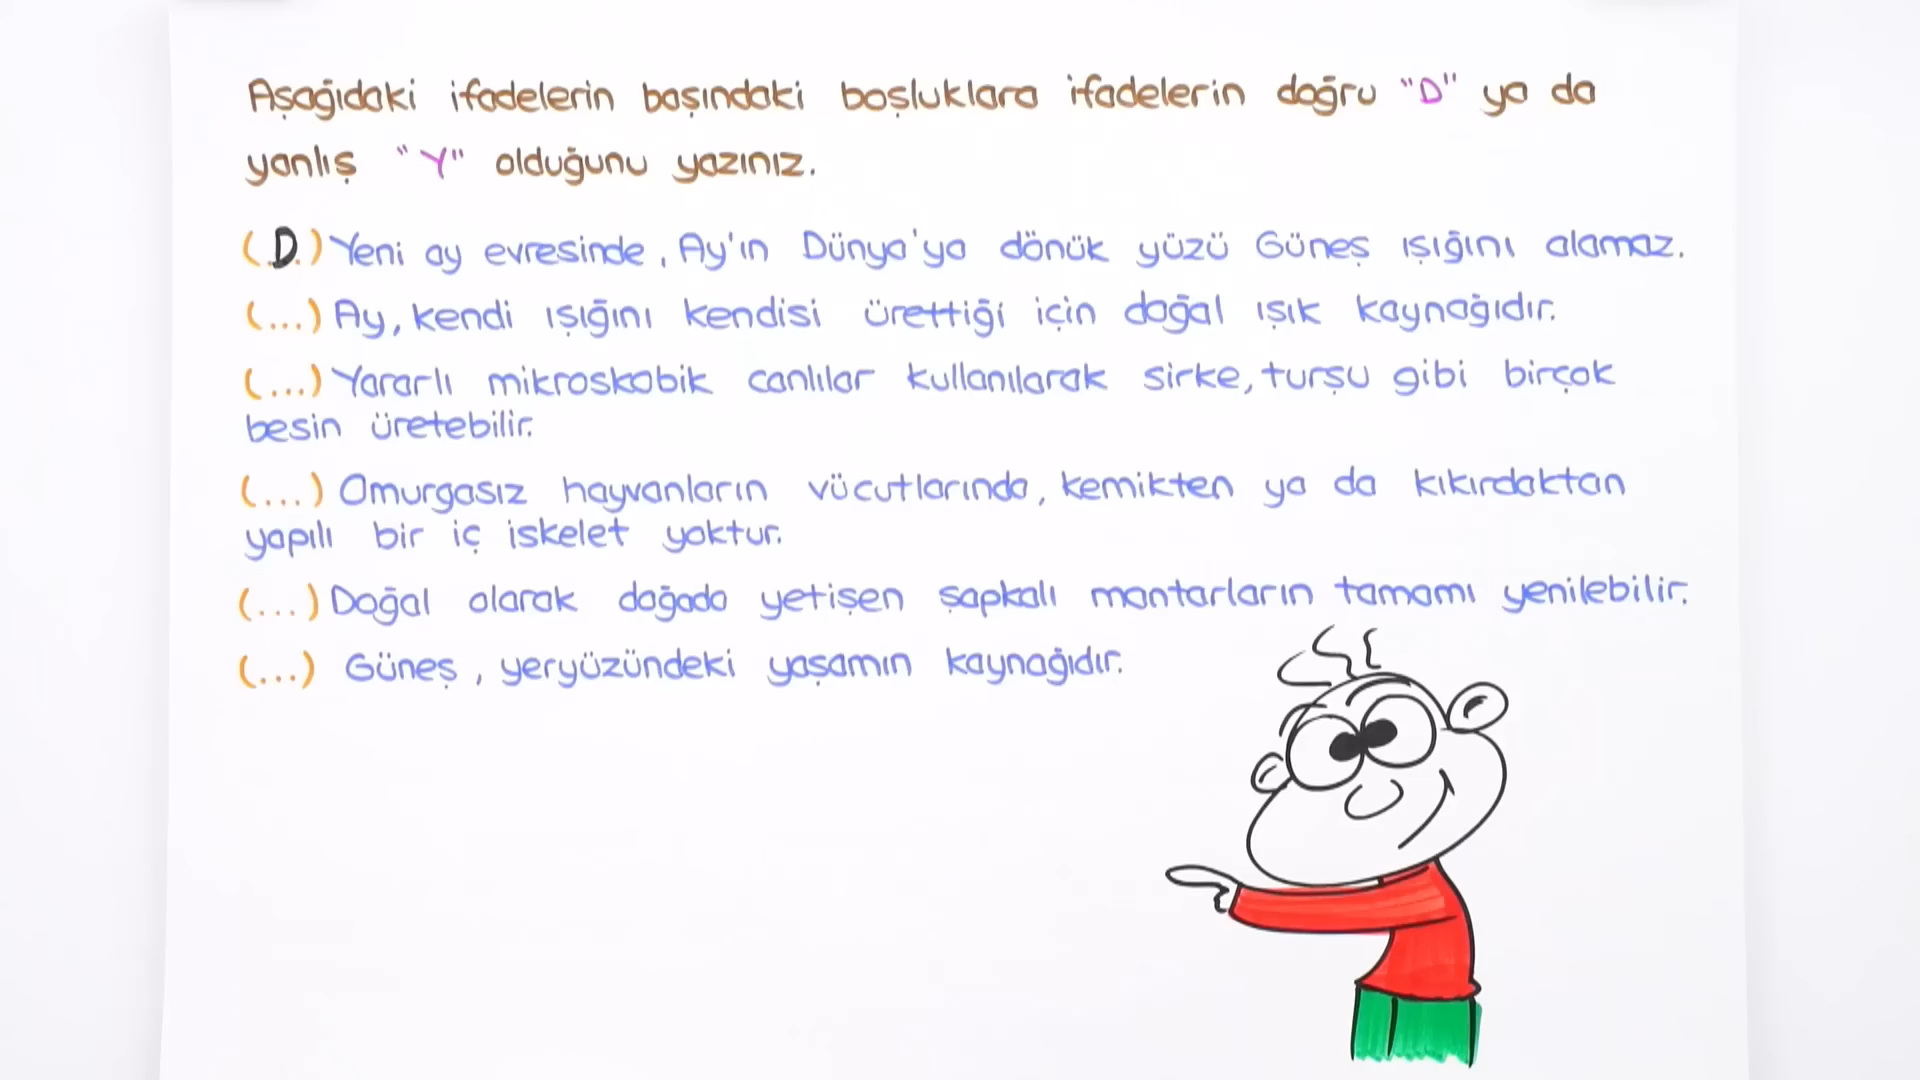 Aşağıdaki ifadelerin başındaki boşluklara ifadelerin doğru "D" ya da
yanlış "Y" olduğunu yazınız.
(.D.) Yeni ay evresinde, Ay'ın Dünya'ya dönük yüzü Güneş ışığını alamaz.
(...) Ay, kendi ışığını kendisi ürettiği için doğal ışık kaynağıdır.
(...) Yararlı mikroskobik canlılar kullanılarak sirke, turşu gibi birçok
besin üretebilir.
(...) Omurgasız hayvanların vücutlarında, kemikten ya da kıkırdaktan
yapılı bir iç iskelet yoktur.
(...) Doğal olarak doğada yetişen şapkalı mantarların tamamı yenilebilir.
(...) Güneş, yeryüzündeki yaşamın kaynağıdır.